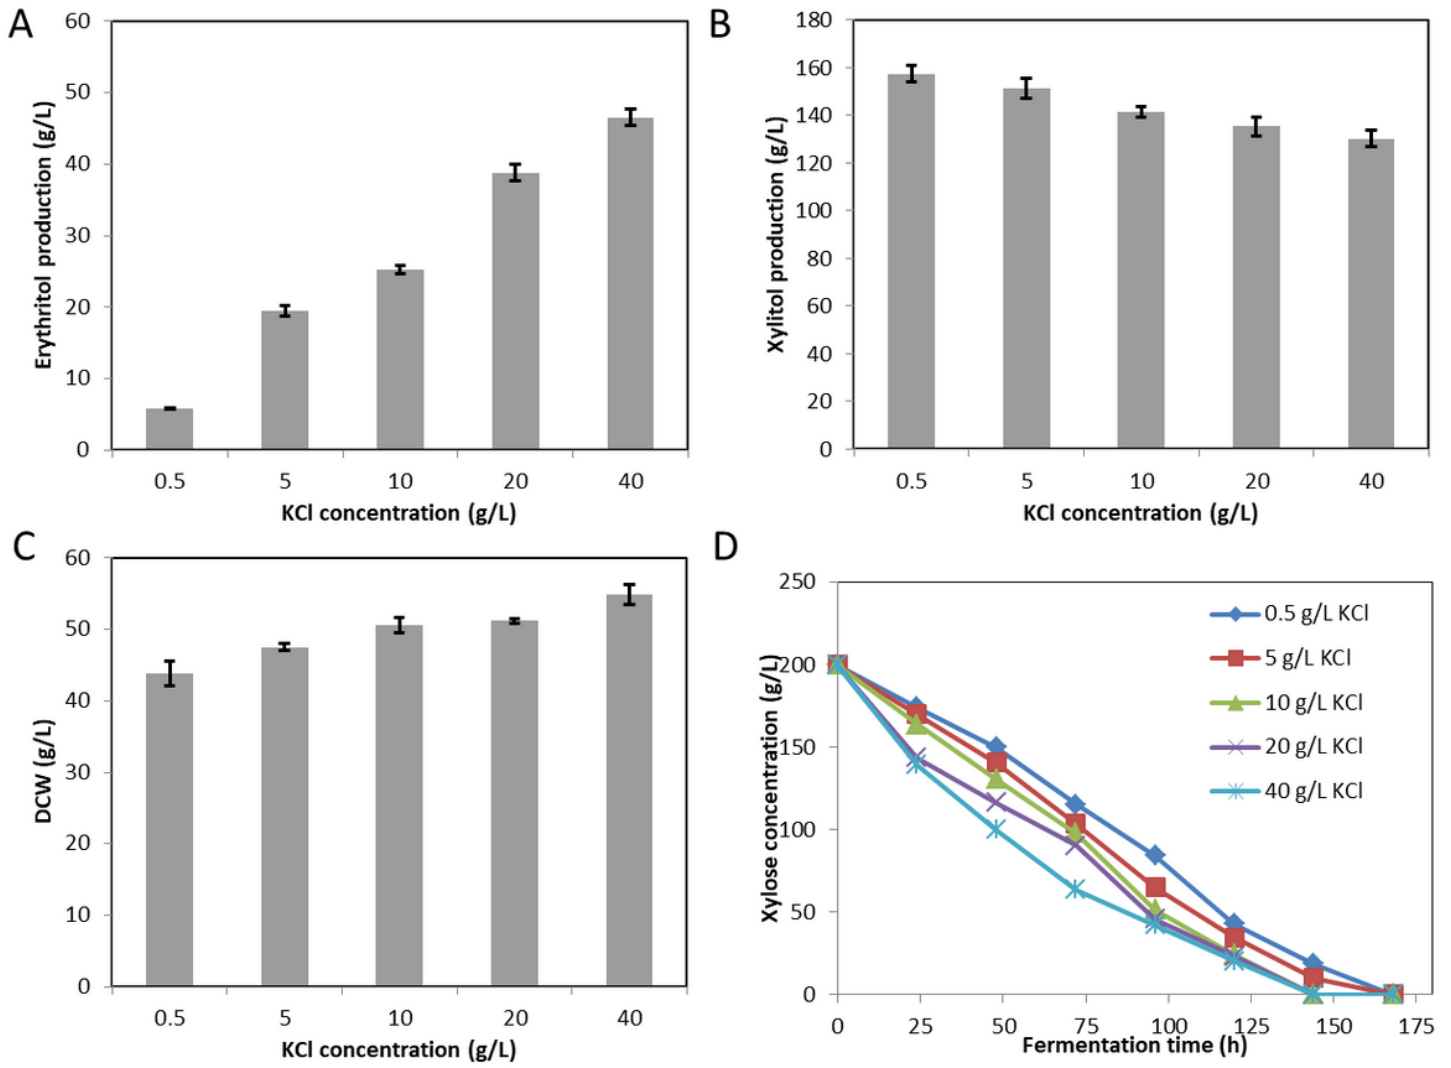 A
60
50
40
30
20
10
0
Erythritol production (g/L)
0.5 5 10 20 40
KCl concentration (g/L)
B
180
160
140
120
100
80
60
40
20
0
Xylitol production (g/L)
0.5 5 10 20 40
KCl concentration (g/L)
C
60
50
40
30
20
10
0
DCW (g/L)
0.5 5 10 20 40
KCl concentration (g/L)
D
250
200
150
100
50
0
Xylose concentration (g/L)
0.5 g/L KCl
5 g/L KCl
10 g/L KCl
20 g/L KCl
40 g/L KCl
0 25 50 75 100 125 150 175
Fermentation time (h)